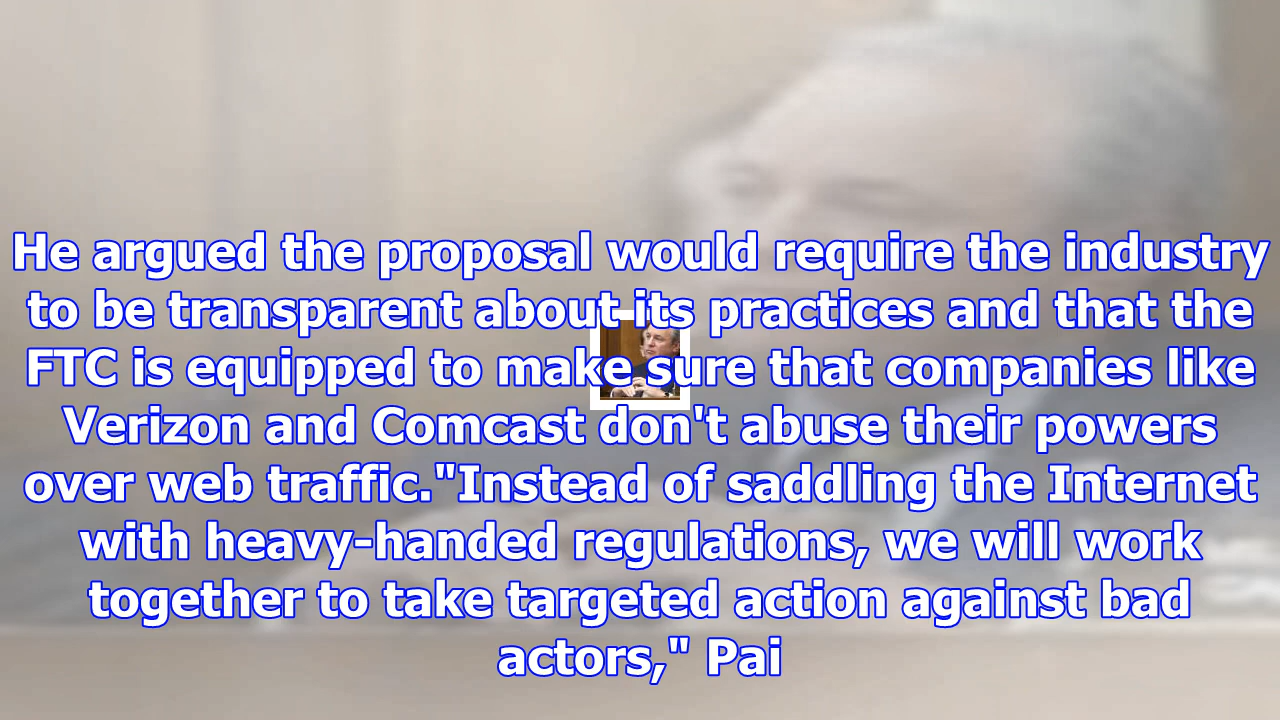 He argued the proposal would require the industry
to be transparent about its practices and that the
FTC is equipped to make sure that companies like
Verizon and Comcast don't abuse their powers
over web traffic."Instead of saddling the Internet
with heavy-handed regulations, we will work
together to take targeted action against bad
actors," Pai